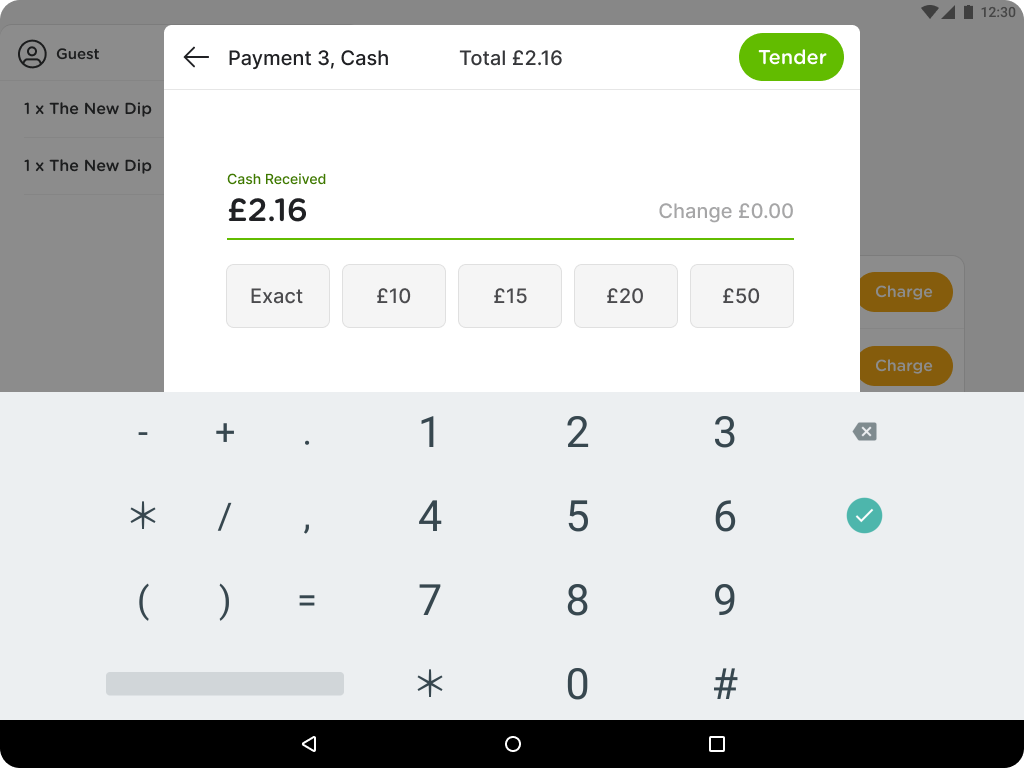 12:30
Guest
Payment 3, Cash
Total £2.16
Tender
1 x The New Dip
1 x The New Dip
Cash Received
£2.16
Change £0.00
Exact
£10
£15
£20
£50
Charge
Charge
- + . 1 2 3
* / , 4 5 6
( ) = 7 8 9
* 0 #